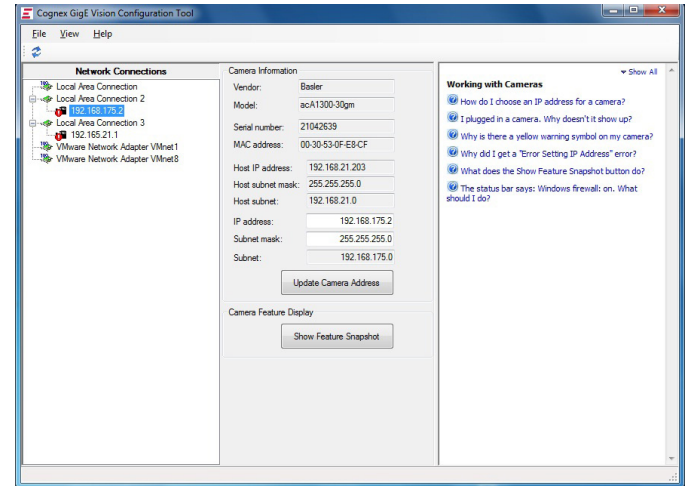 Cognex GigE Vision Configuration Tool
File View Help
Network Connections
Local Area Connection
Local Area Connection 2
192.168.175.2
Local Area Connection 3
192.165.21.1
VMware Network Adapter VMnet1
VMware Network Adapter VMnet8
Camera Information
Vendor: Basler
Model: acA1300-30gm
Serial number: 21042639
MAC address: 00-30-53-0F-E8-CF
Host IP address: 192.168.21.203
Host subnet mask: 255.255.255.0
Host subnet: 192.168.21.0
IP address: 192.168.175.2
Subnet mask: 255.255.255.0
Subnet: 192.168.175.0
Update Camera Address
Camera Feature Display
Show Feature Snapshot
Show All
Working with Cameras
How do I choose an IP address for a camera?
I plugged in a camera. Why doesn't it show up?
Why is there a yellow warning symbol on my camera?
Why did I get a "Error Setting IP Address" error?
What does the Show Feature Snapshot button do?
The status bar says: Windows firewall: on. What
should I do?